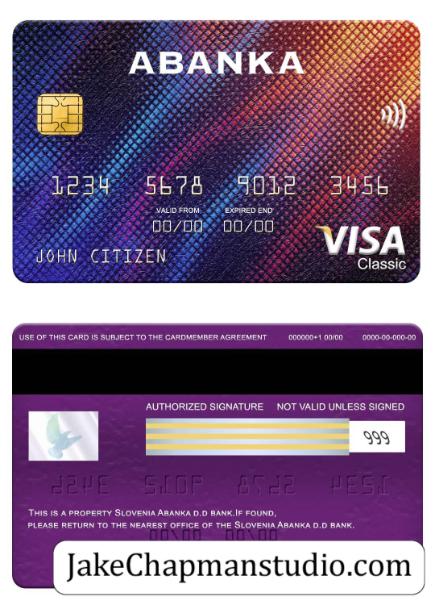 ABANKA
1234 5678 9012 3456
VALID FROM EXPIRED END
00/00 00/00
JOHN CITIZEN
VISA
Classic
USE OF THIS CARD IS SUBJECT TO THE CARDMEMBER AGREEMENT 000000+1 00/00 0000-00-000-00
AUTHORIZED SIGNATURE NOT VALID UNLESS SIGNED
999
THIS IS A PROPERTY SLOVENIA ABANKA D.D BANK.IF FOUND,
PLEASE RETURN TO THE NEAREST OFFICE OF THE SLOVENIA ABANKA D.D BANK.
JakeChapmanstudio.com